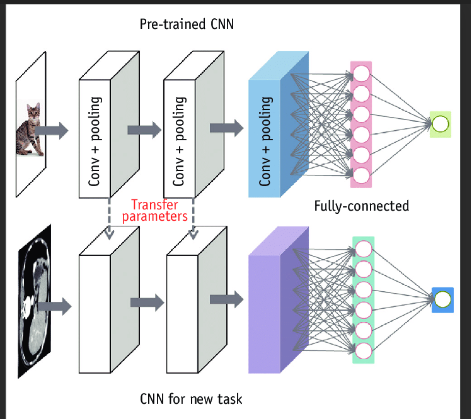 Pre-trained CNN
Conv + pooling
Conv + pooling
Conv + pooling
Transfer
parameters
Fully-connected
CNN for new task